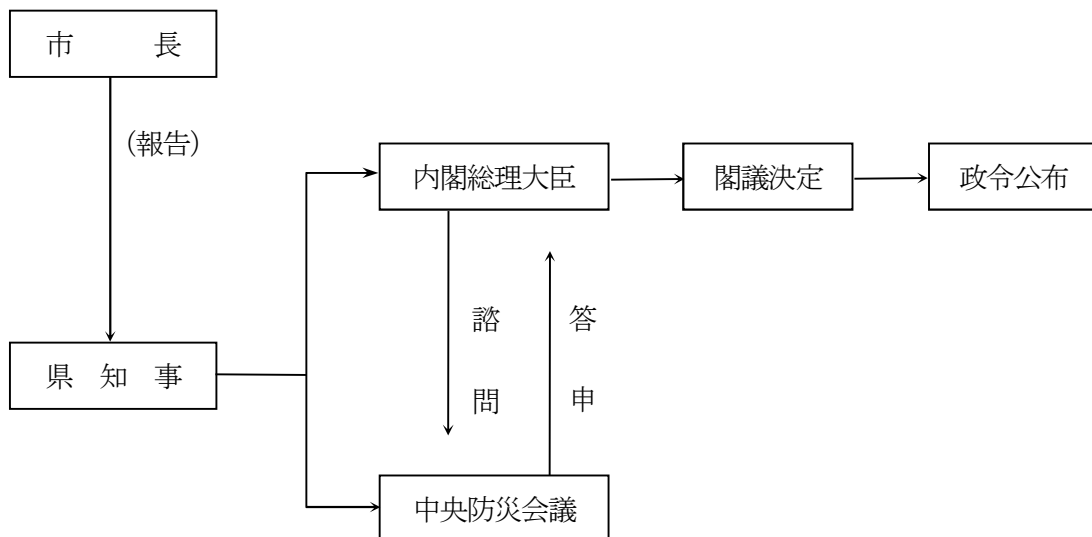 市　　　長
(報告)
内閣総理大臣
閣議決定
政令公布
諮問
答申
県　知　事
中央防災会議